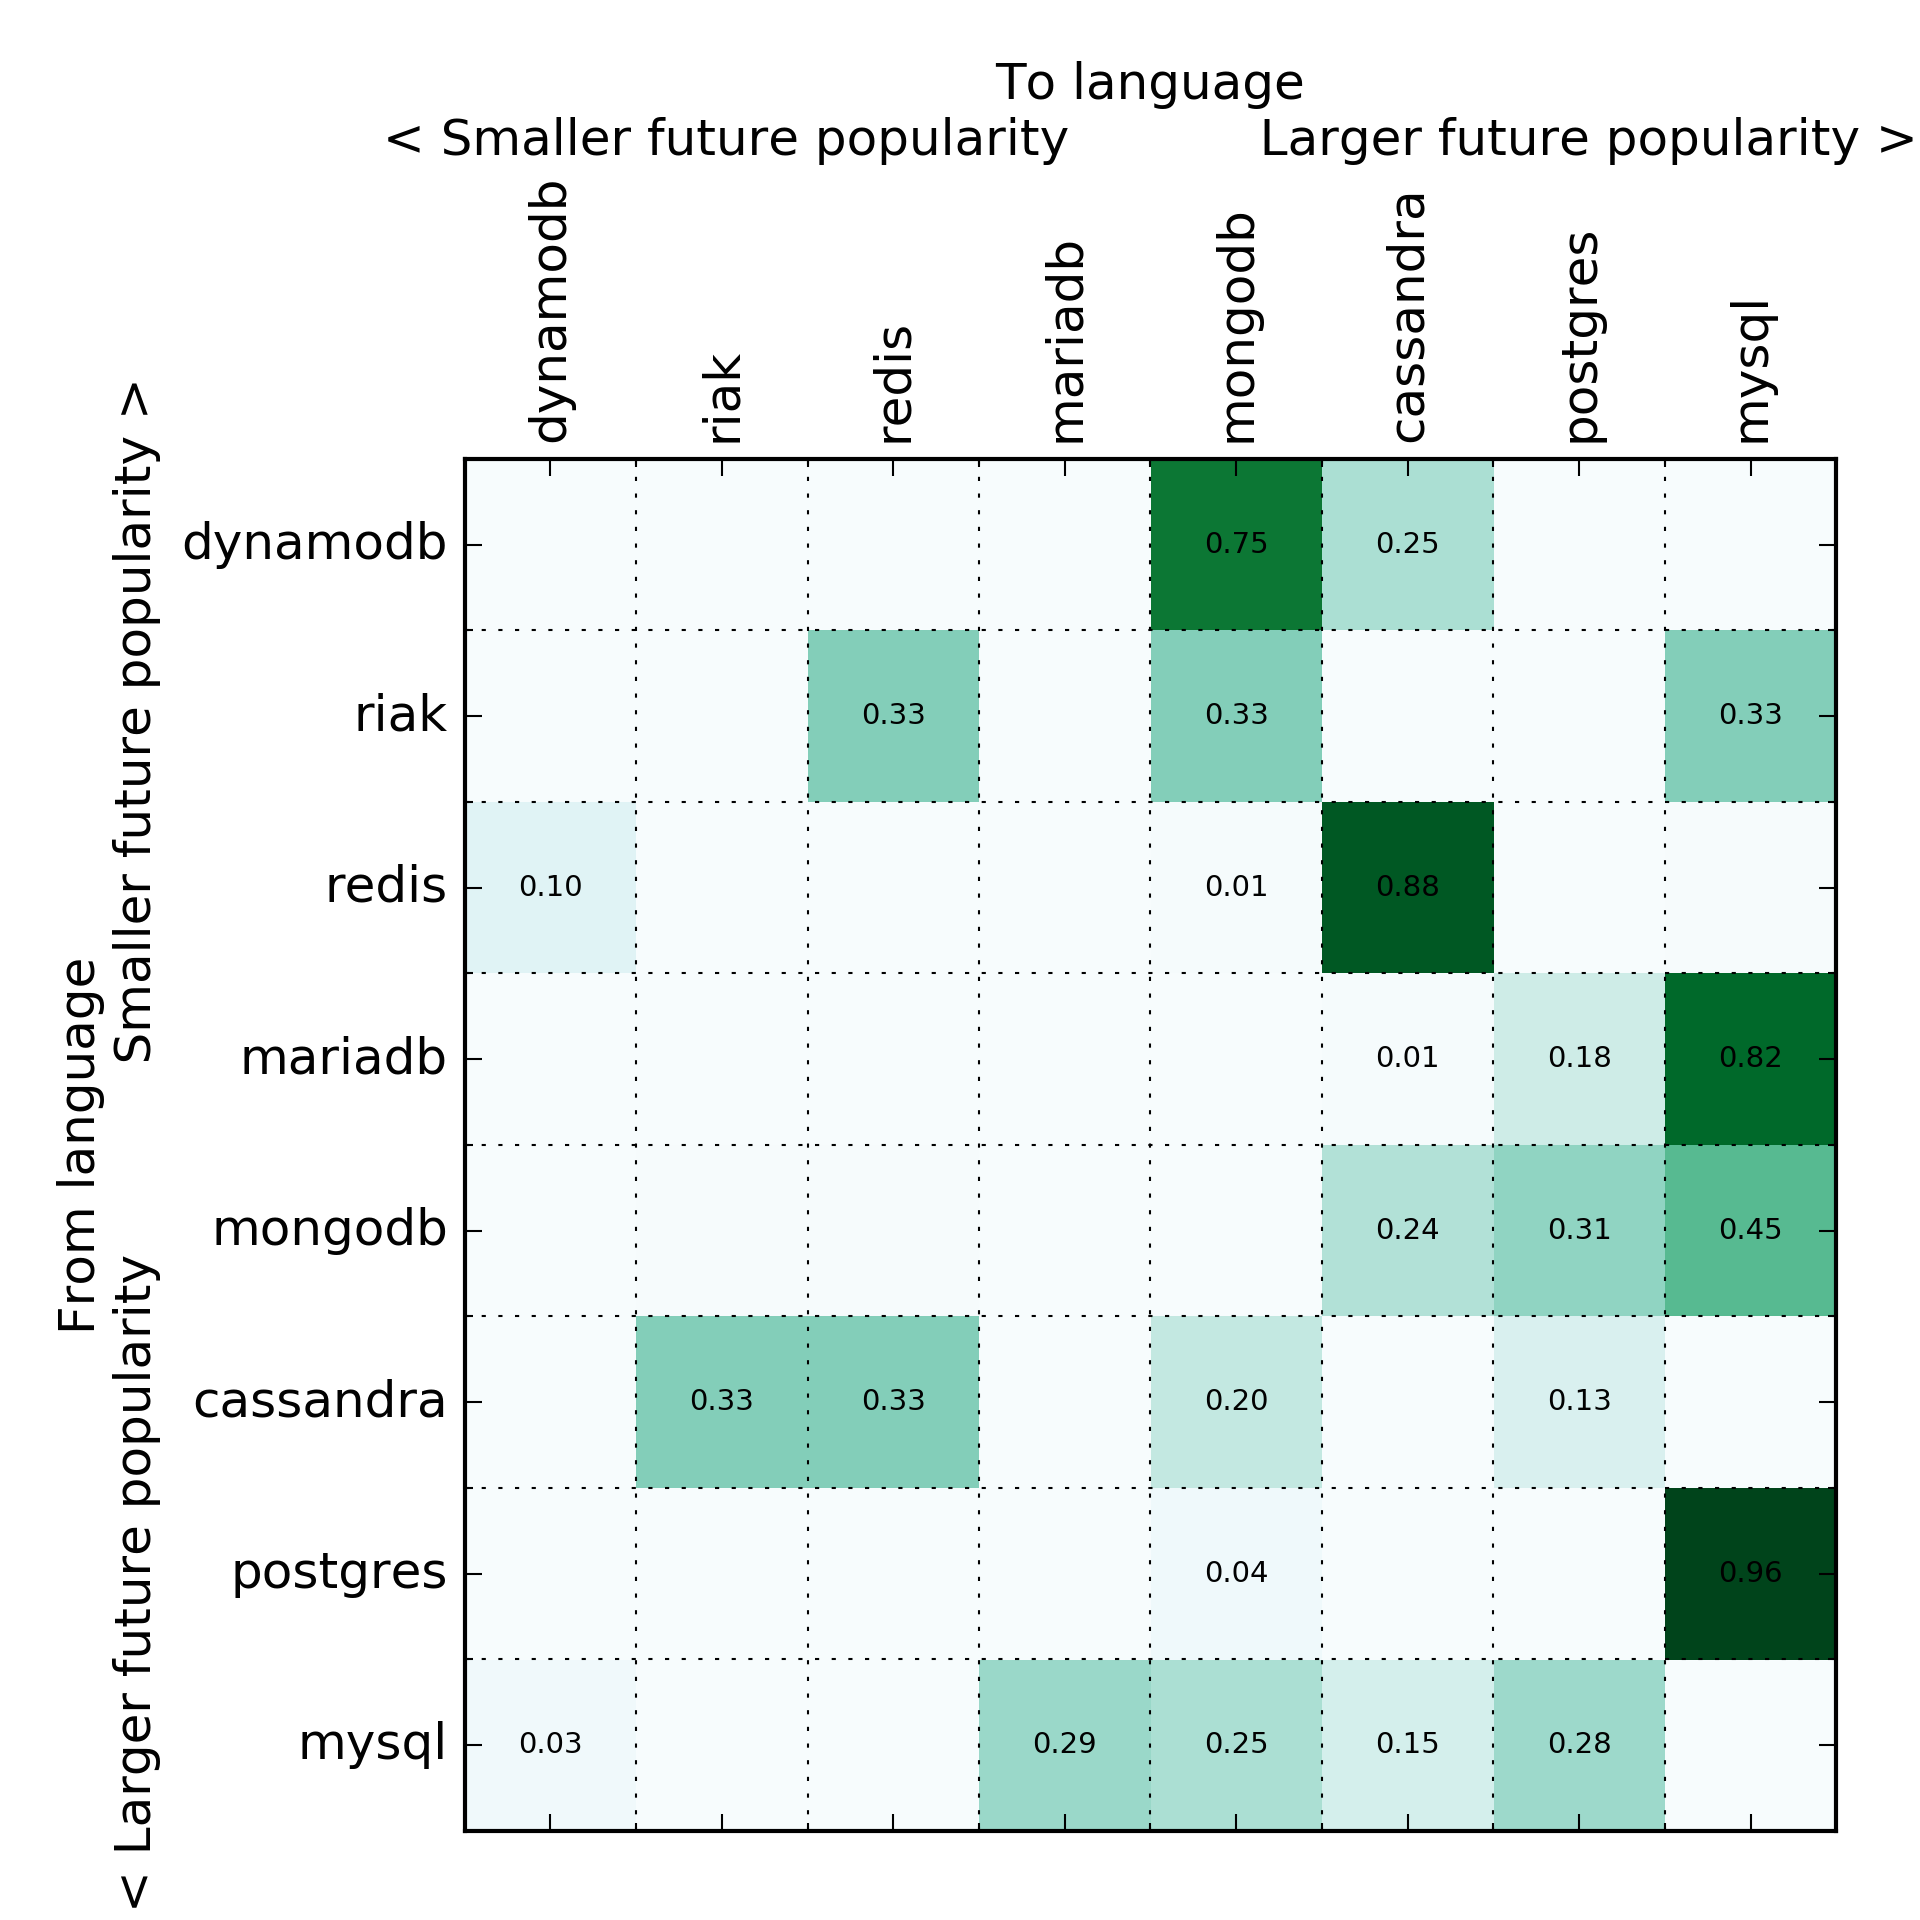 To language
< Smaller future popularity Larger future popularity >
dynamodb riak redis mariadb mongodb cassandra postgres mysql
From language
< Larger future popularity Smaller future popularity >
dynamodb 0.75 0.25
riak 0.33 0.33 0.33
redis 0.10 0.01 0.88
mariadb 0.01 0.18 0.82
mongodb 0.24 0.31 0.45
cassandra 0.33 0.33 0.20 0.13
postgres 0.04 0.96
mysql 0.03 0.29 0.25 0.15 0.28